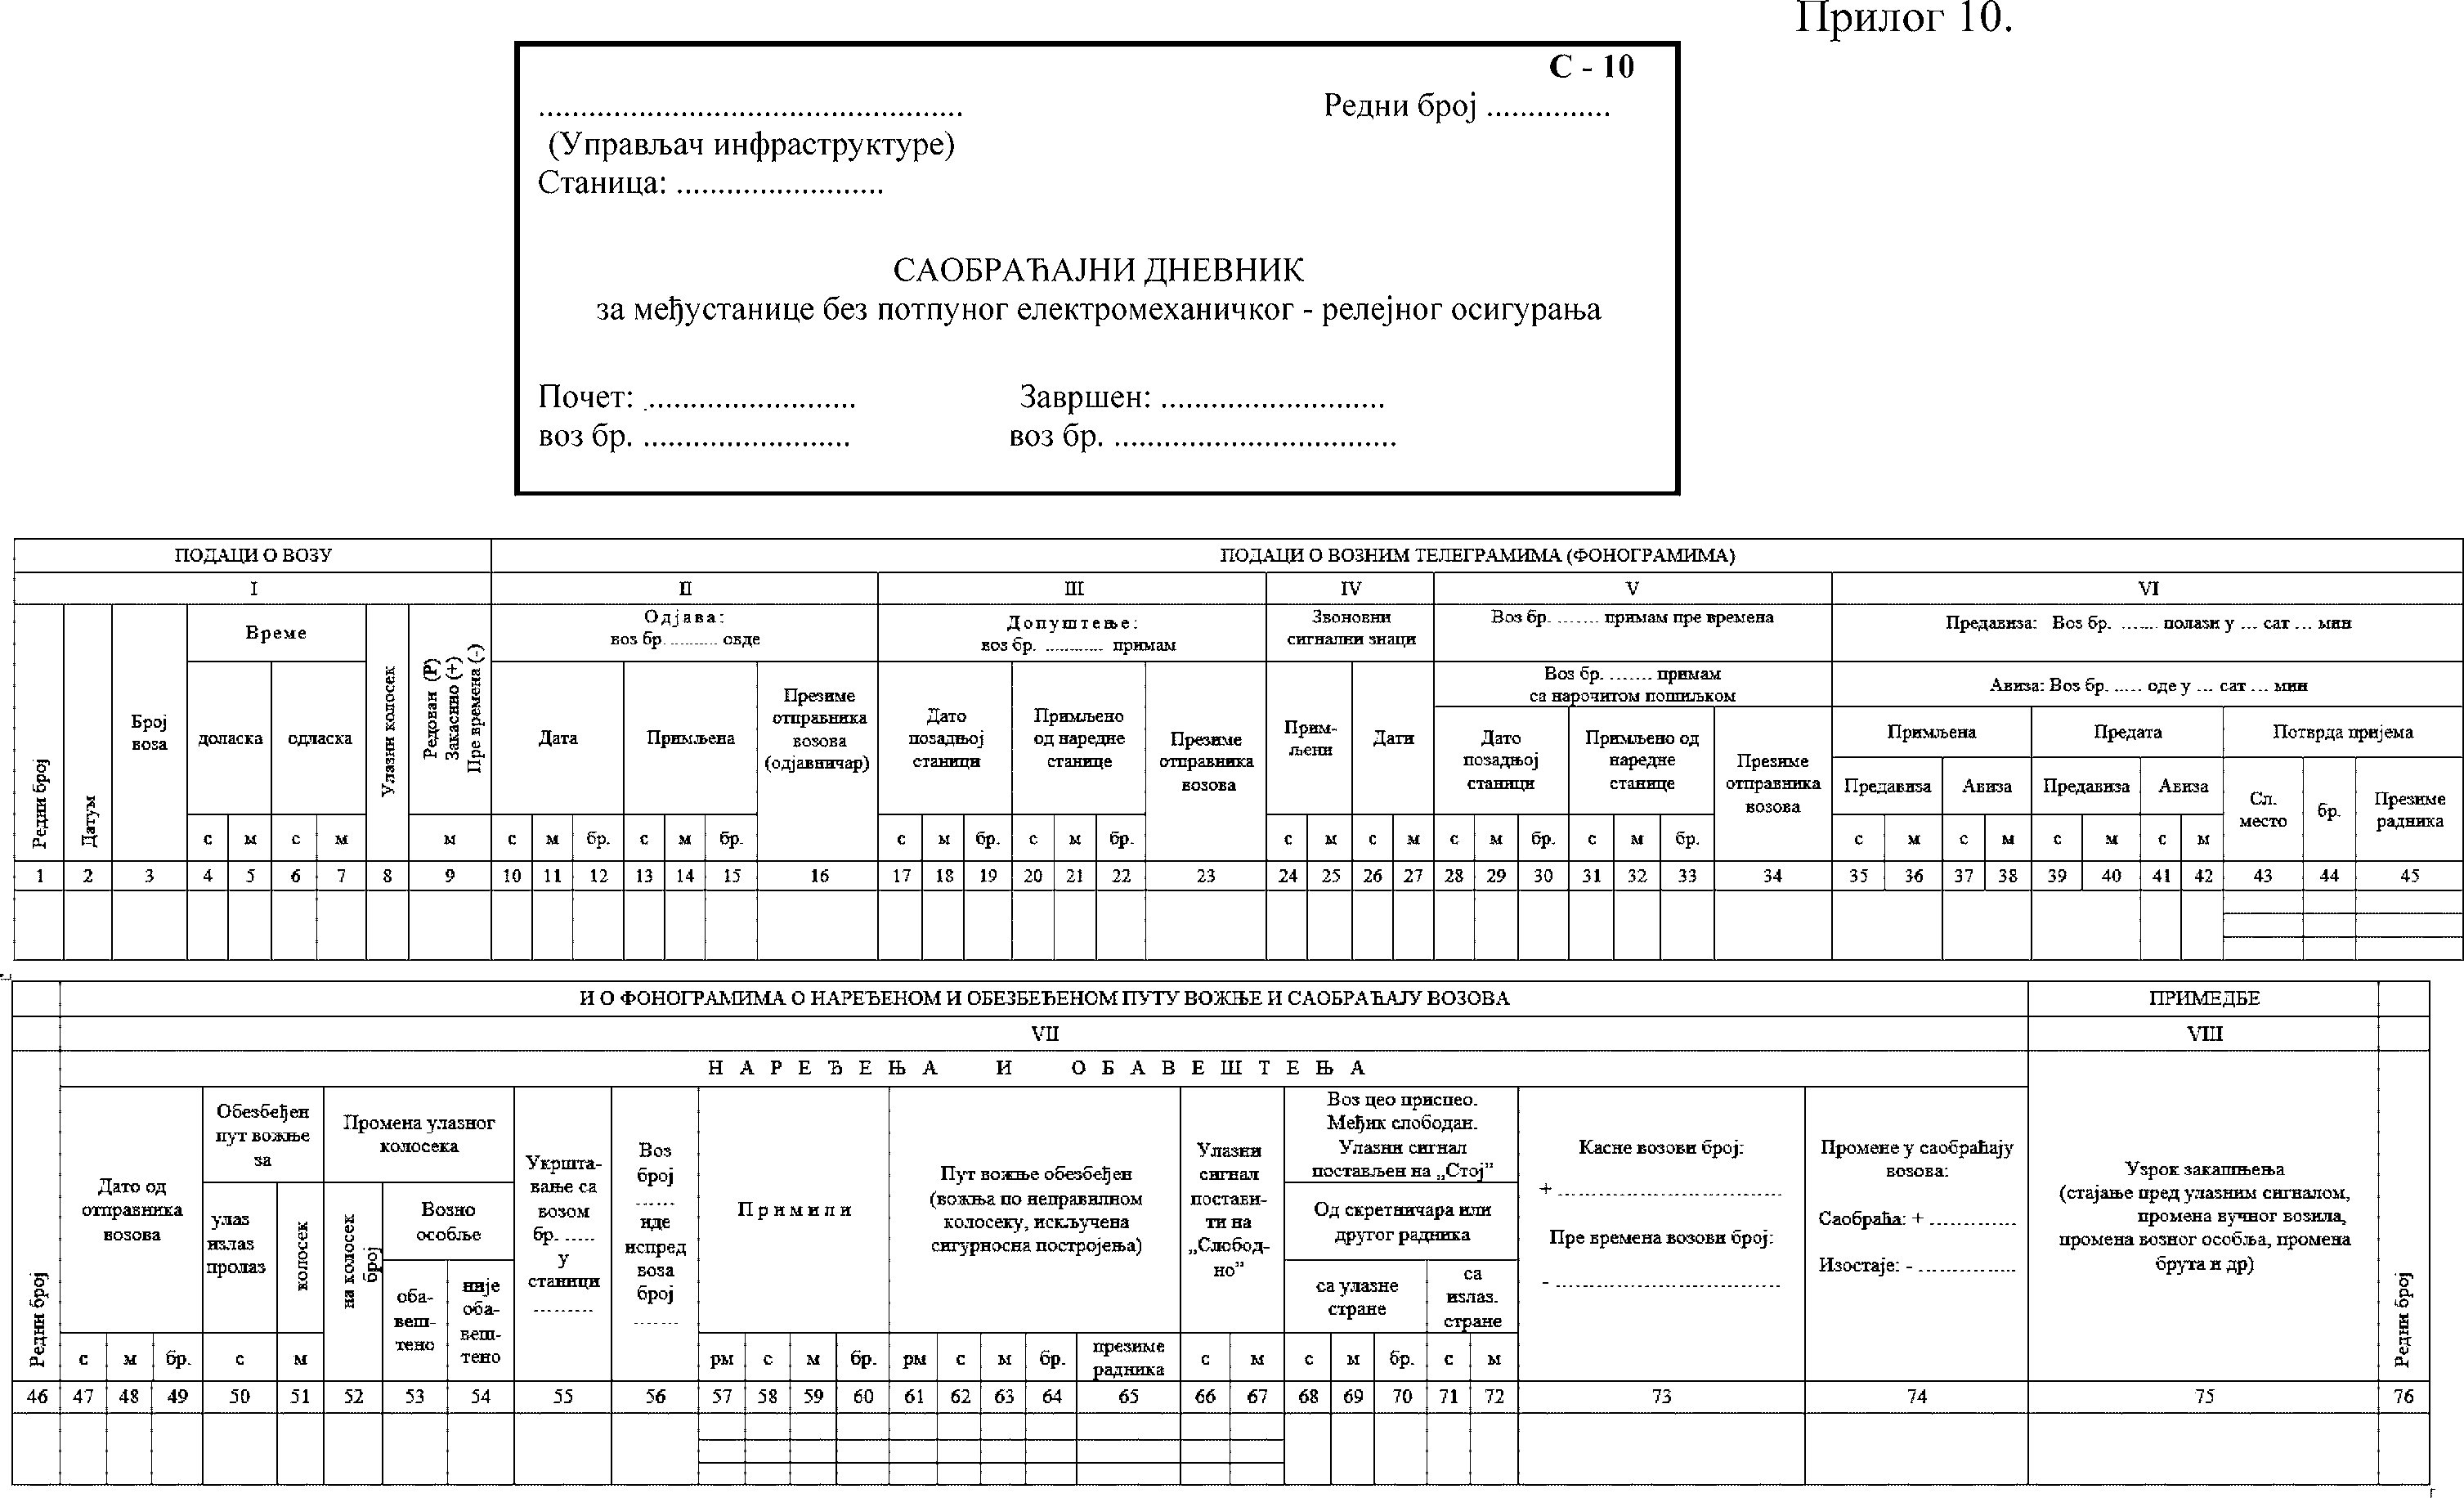 Прилог 10.
С - 10
................................................... Редни број ...............
(Управљач инфраструктуре)
Станица: .........................
САОБРАЋАЈНИ ДНЕВНИК
за међустанице без потпуног електромеханичког - релејног осигурања
Почет: ......................... Завршен: ...........................
воз бр. ......................... воз бр. ..................................
ПОДАЦИ О ВОЗУ ПОДАЦИ О ВОЗНИМ ТЕЛЕГРАМИМА (ФОНОГРАМИМА)
I II III IV V VI
Редни број
Датум
Број
воза
Време
доласка одласка
Улазни колосек
Редован (Р)
Закаснио (+)
Пре времена (-)
Одјава:
воз бр. ........... овде
Дата Примљена
Презиме
отправника
возова
(одјавничар)
Допуштење:
воз бр. ............ примам
Дато
позадњој
станици
Примљено
од наредне
станице
Презиме
отправника
возова
Звоновни
сигнални знаци
Прим-
љени
Дати
Воз бр. ........ примам пре времена
Воз бр. ........ примам
са нарочитом пошиљком
Дато
позадњој
станици
Примљено од
наредне
станице
Презиме
отправника
возова
Предавиза: Воз бр. ....... полази у ... сат ... мин
Авиза: Воз бр. ...... оде у ... сат ... мин
Примљена Предата Потврда пријема
Предавиза Авиза Предавиза Авиза
Сл.
место
бр.
Презиме
радника
с м с м м с м бр. с м бр. с м бр. с м бр. с м с м с м бр. с м бр. с м с м с м с м
1 2 3 4 5 6 7 8 9 10 11 12 13 14 15 16 17 18 19 20 21 22 23 24 25 26 27 28 29 30 31 32 33 34 35 36 37 38 39 40 41 42 43 44 45
И О ФОНОГРАМИМА О НАРЕЂЕНОМ И ОБЕЗБЕЂЕНОМ ПУТУ ВОЖЊЕ И САОБРАЋАЈУ ВОЗОВА ПРИМЕДБЕ
VII VIII
НАРЕЂЕЊА И ОБАВЕШТЕЊА
Редни број
Дато од
отправника
возова
Обезбеђен
пут вожње
за
улаз
излаз
пролаз
колосек
Промена улазног
колосека
на колосек
број
Возно
особље
оба-
веш-
тено
није
оба-
веш-
тено
Укршта-
вање са
возом
бр. .....
у
станици
..........
Воз
број
......
иде
испред
воза
број
.......
Примили
Пут вожње обезбеђен
(вожња по неправилном
колосеку, искључена
сигурносна постројења)
презиме
радника
Улазни
сигнал
постави-
ти на
„Слобод-
но”
Воз цео приспео.
Међик слободан.
Улазни сигнал
постављен на „Стој”
Од скретничара или
другог радника
са улазне
стране
са
излаз.
стране
Касне возови број:
+ ...............................
Пре времена возови број:
- ...............................
Промене у саобраћају
возова:
Саобраћа: + ............
Изостаје: - ..............
Узрок закашњења
(стајање пред улазним сигналом,
промена вучног возила,
промена возног особља, промена
брута и др)
Редни број
с м бр. с м рм с м бр. рм с м бр. с м с м бр. с м
46 47 48 49 50 51 52 53 54 55 56 57 58 59 60 61 62 63 64 65 66 67 68 69 70 71 72 73 74 75 76